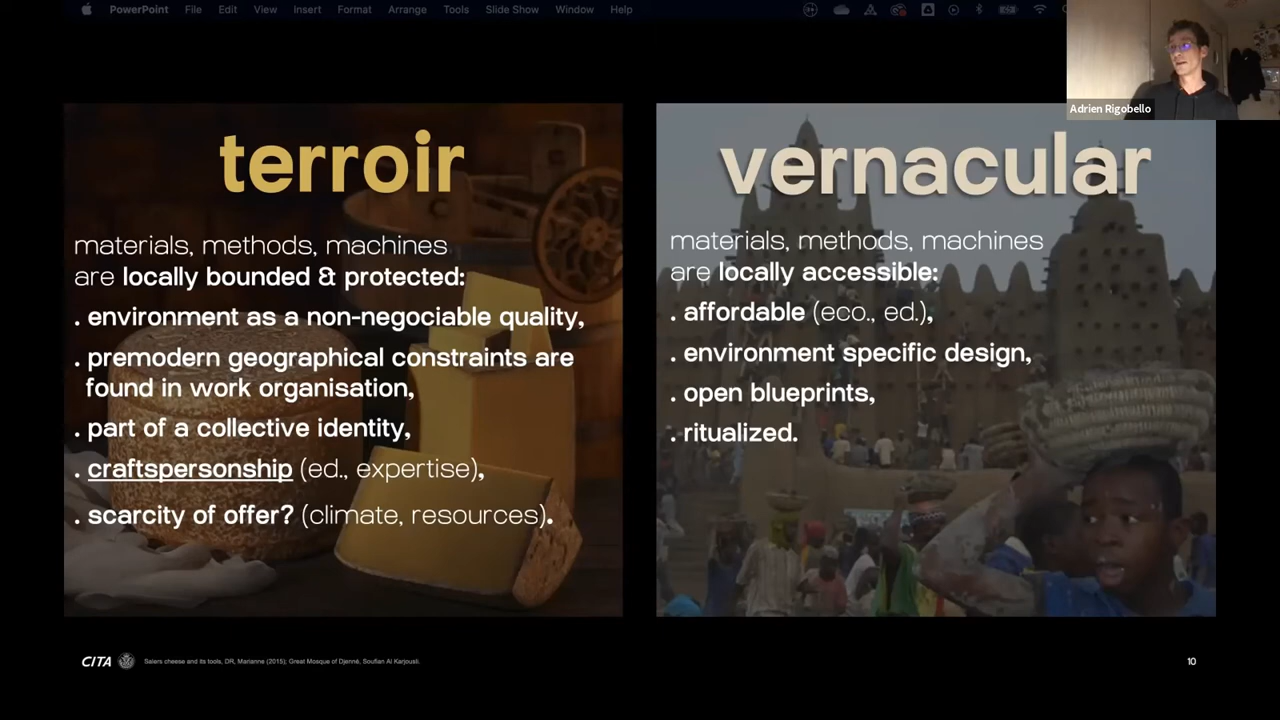 PowerPoint File Edit View Insert Format Arrange Tools Slide Show Window Help
Adrien Rigobello
terroir
materials, methods, machines
are locally bounded & protected:
. environment as a non-negociable quality,
. premodern geographical constraints are
found in work organisation,
. part of a collective identity,
. craftspersonship (ed., expertise),
. scarcity of offer? (climate, resources).
vernacular
materials, methods, machines
are locally accessible:
. affordable (eco., ed.),
. environment specific design,
. open blueprints,
. ritualized.
CITA
Salers cheese and its tools, DR, Marianne (2015); Great Mosque of Djenné, Soufian Al Karjousli.
10